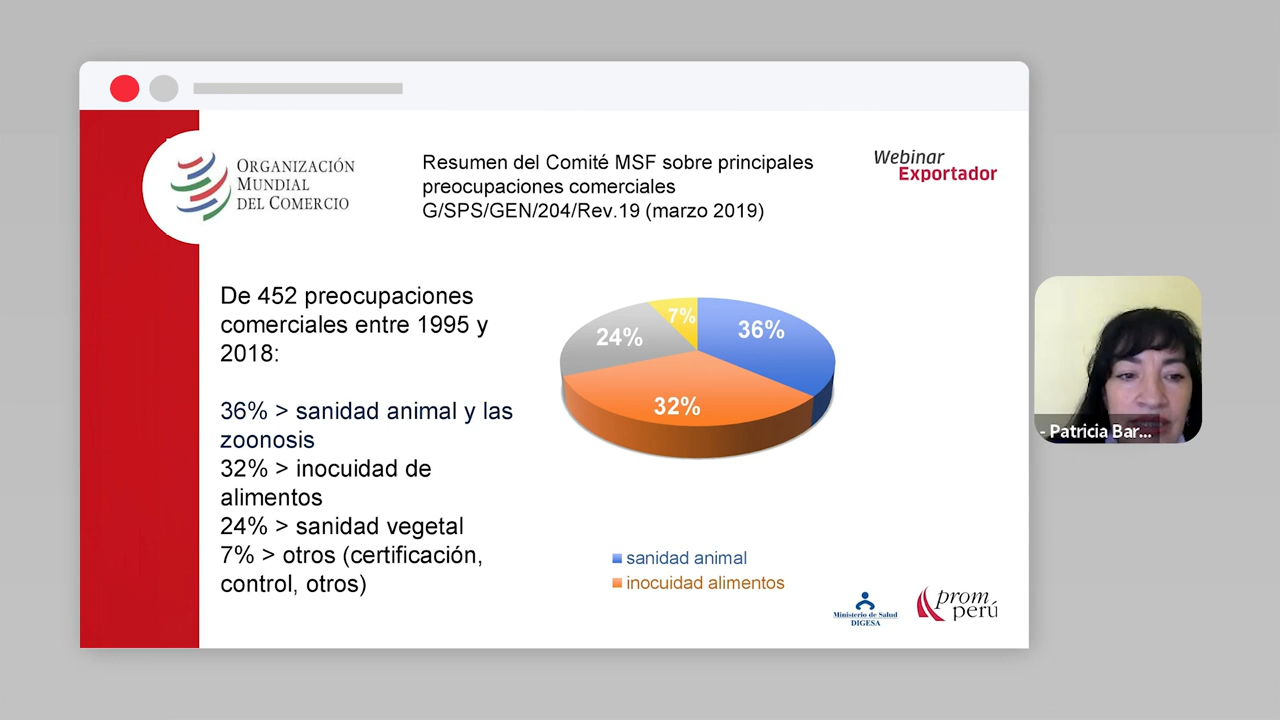 ORGANIZACIÓN
MUNDIAL
DEL COMERCIO
Resumen del Comité MSF sobre principales
preocupaciones comerciales
G/SPS/GEN/204/Rev.19 (marzo 2019)
Webinar
Exportador
De 452 preocupaciones
comerciales entre 1995 y
2018:
36% > sanidad animal y las
zoonosis
32% > inocuidad de
alimentos
24% > sanidad vegetal
7% > otros (certificación,
control, otros)
7%
36%
24%
32%
sanidad animal
inocuidad alimentos
Ministerio de Salud
DIGESA
prom
perú
- Patricia Bar...